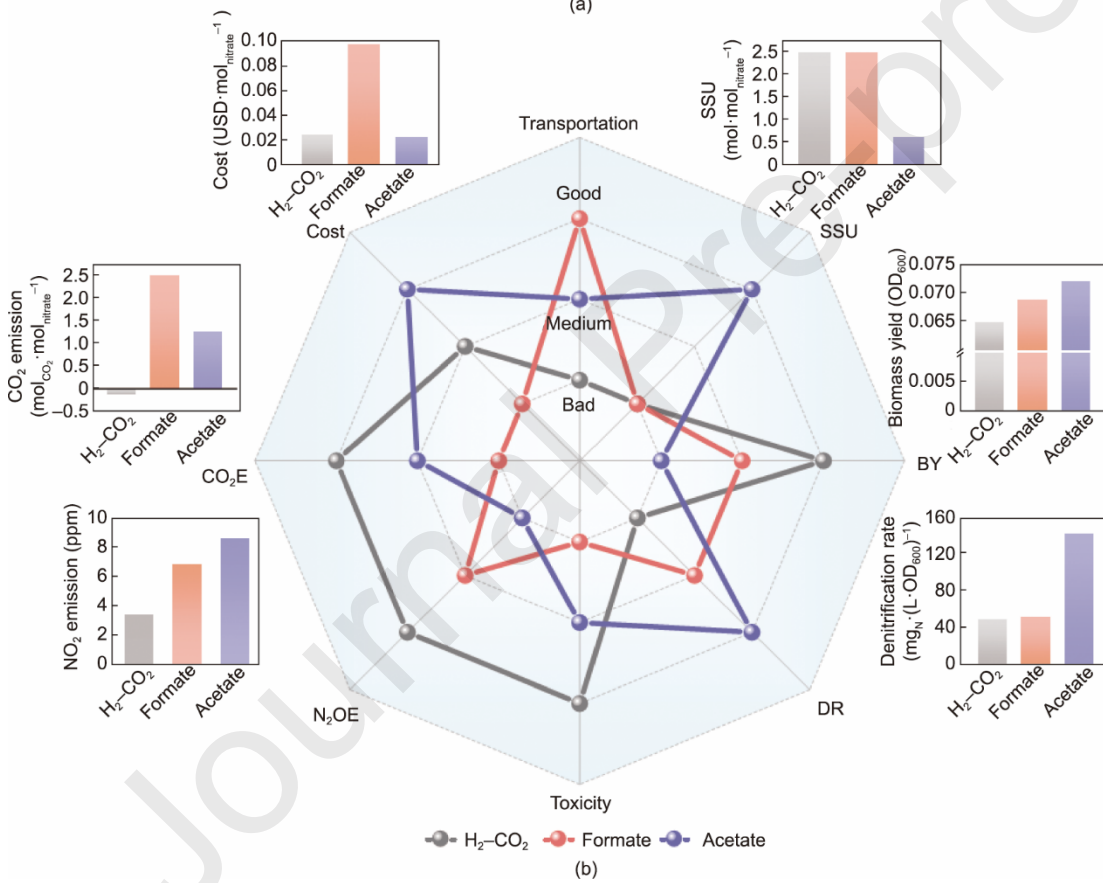 (a)
Cost (USD·mol_nitrate⁻¹)
0.10
0.08
0.06
0.04
0.02
0
H₂–CO₂
Formate
Acetate
SSU
(mol·mol_nitrate⁻¹)
2.5
2.0
1.5
1.0
0.5
0
H₂–CO₂
Formate
Acetate
Transportation
Good
Medium
Bad
Cost
SSU
CO₂ emission
(mol_CO₂·mol_nitrate⁻¹)
2.5
2.0
1.5
1.0
0.5
0
−0.5
H₂–CO₂
Formate
Acetate
Biomass yield (OD₆₀₀)
0.075
0.070
0.065
0.005
0
H₂–CO₂
Formate
Acetate
CO₂E
BY
NO₂ emission (ppm)
10
8
6
4
2
0
H₂–CO₂
Formate
Acetate
Denitrification rate
(mg_N·(L·OD₆₀₀)⁻¹)
160
120
80
40
0
H₂–CO₂
Formate
Acetate
N₂OE
DR
Toxicity
H₂–CO₂ Formate Acetate
(b)
Journal Pre-pro